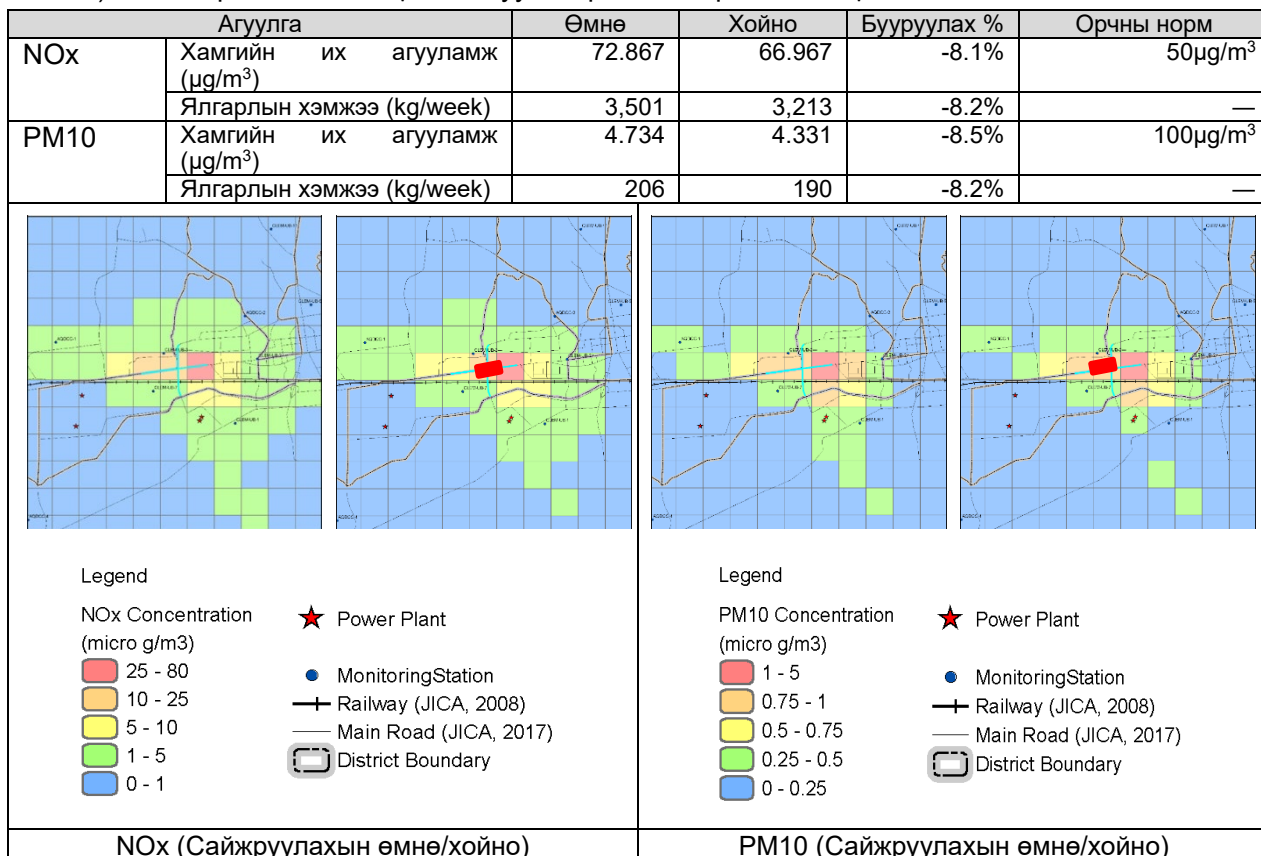 Агуулга Өмнө Хойно Бууруулах % Орчны норм
NOx Хамгийн их агууламж (µg/m³) 72.867 66.967 -8.1% 50µg/m³
Ялгарлын хэмжээ (kg/week) 3,501 3,213 -8.2% —
PM10 Хамгийн их агууламж (µg/m³) 4.734 4.331 -8.5% 100µg/m³
Ялгарлын хэмжээ (kg/week) 206 190 -8.2% —
Legend
NOx Concentration
(micro g/m3)
25 - 80
10 - 25
5 - 10
1 - 5
0 - 1
Power Plant
MonitoringStation
Railway (JICA, 2008)
Main Road (JICA, 2017)
District Boundary
Legend
PM10 Concentration
(micro g/m3)
1 - 5
0.75 - 1
0.5 - 0.75
0.25 - 0.5
0 - 0.25
Power Plant
MonitoringStation
Railway (JICA, 2008)
Main Road (JICA, 2017)
District Boundary
NOx (Сайжруулахын өмнө/хойно)
PM10 (Сайжруулахын өмнө/хойно)